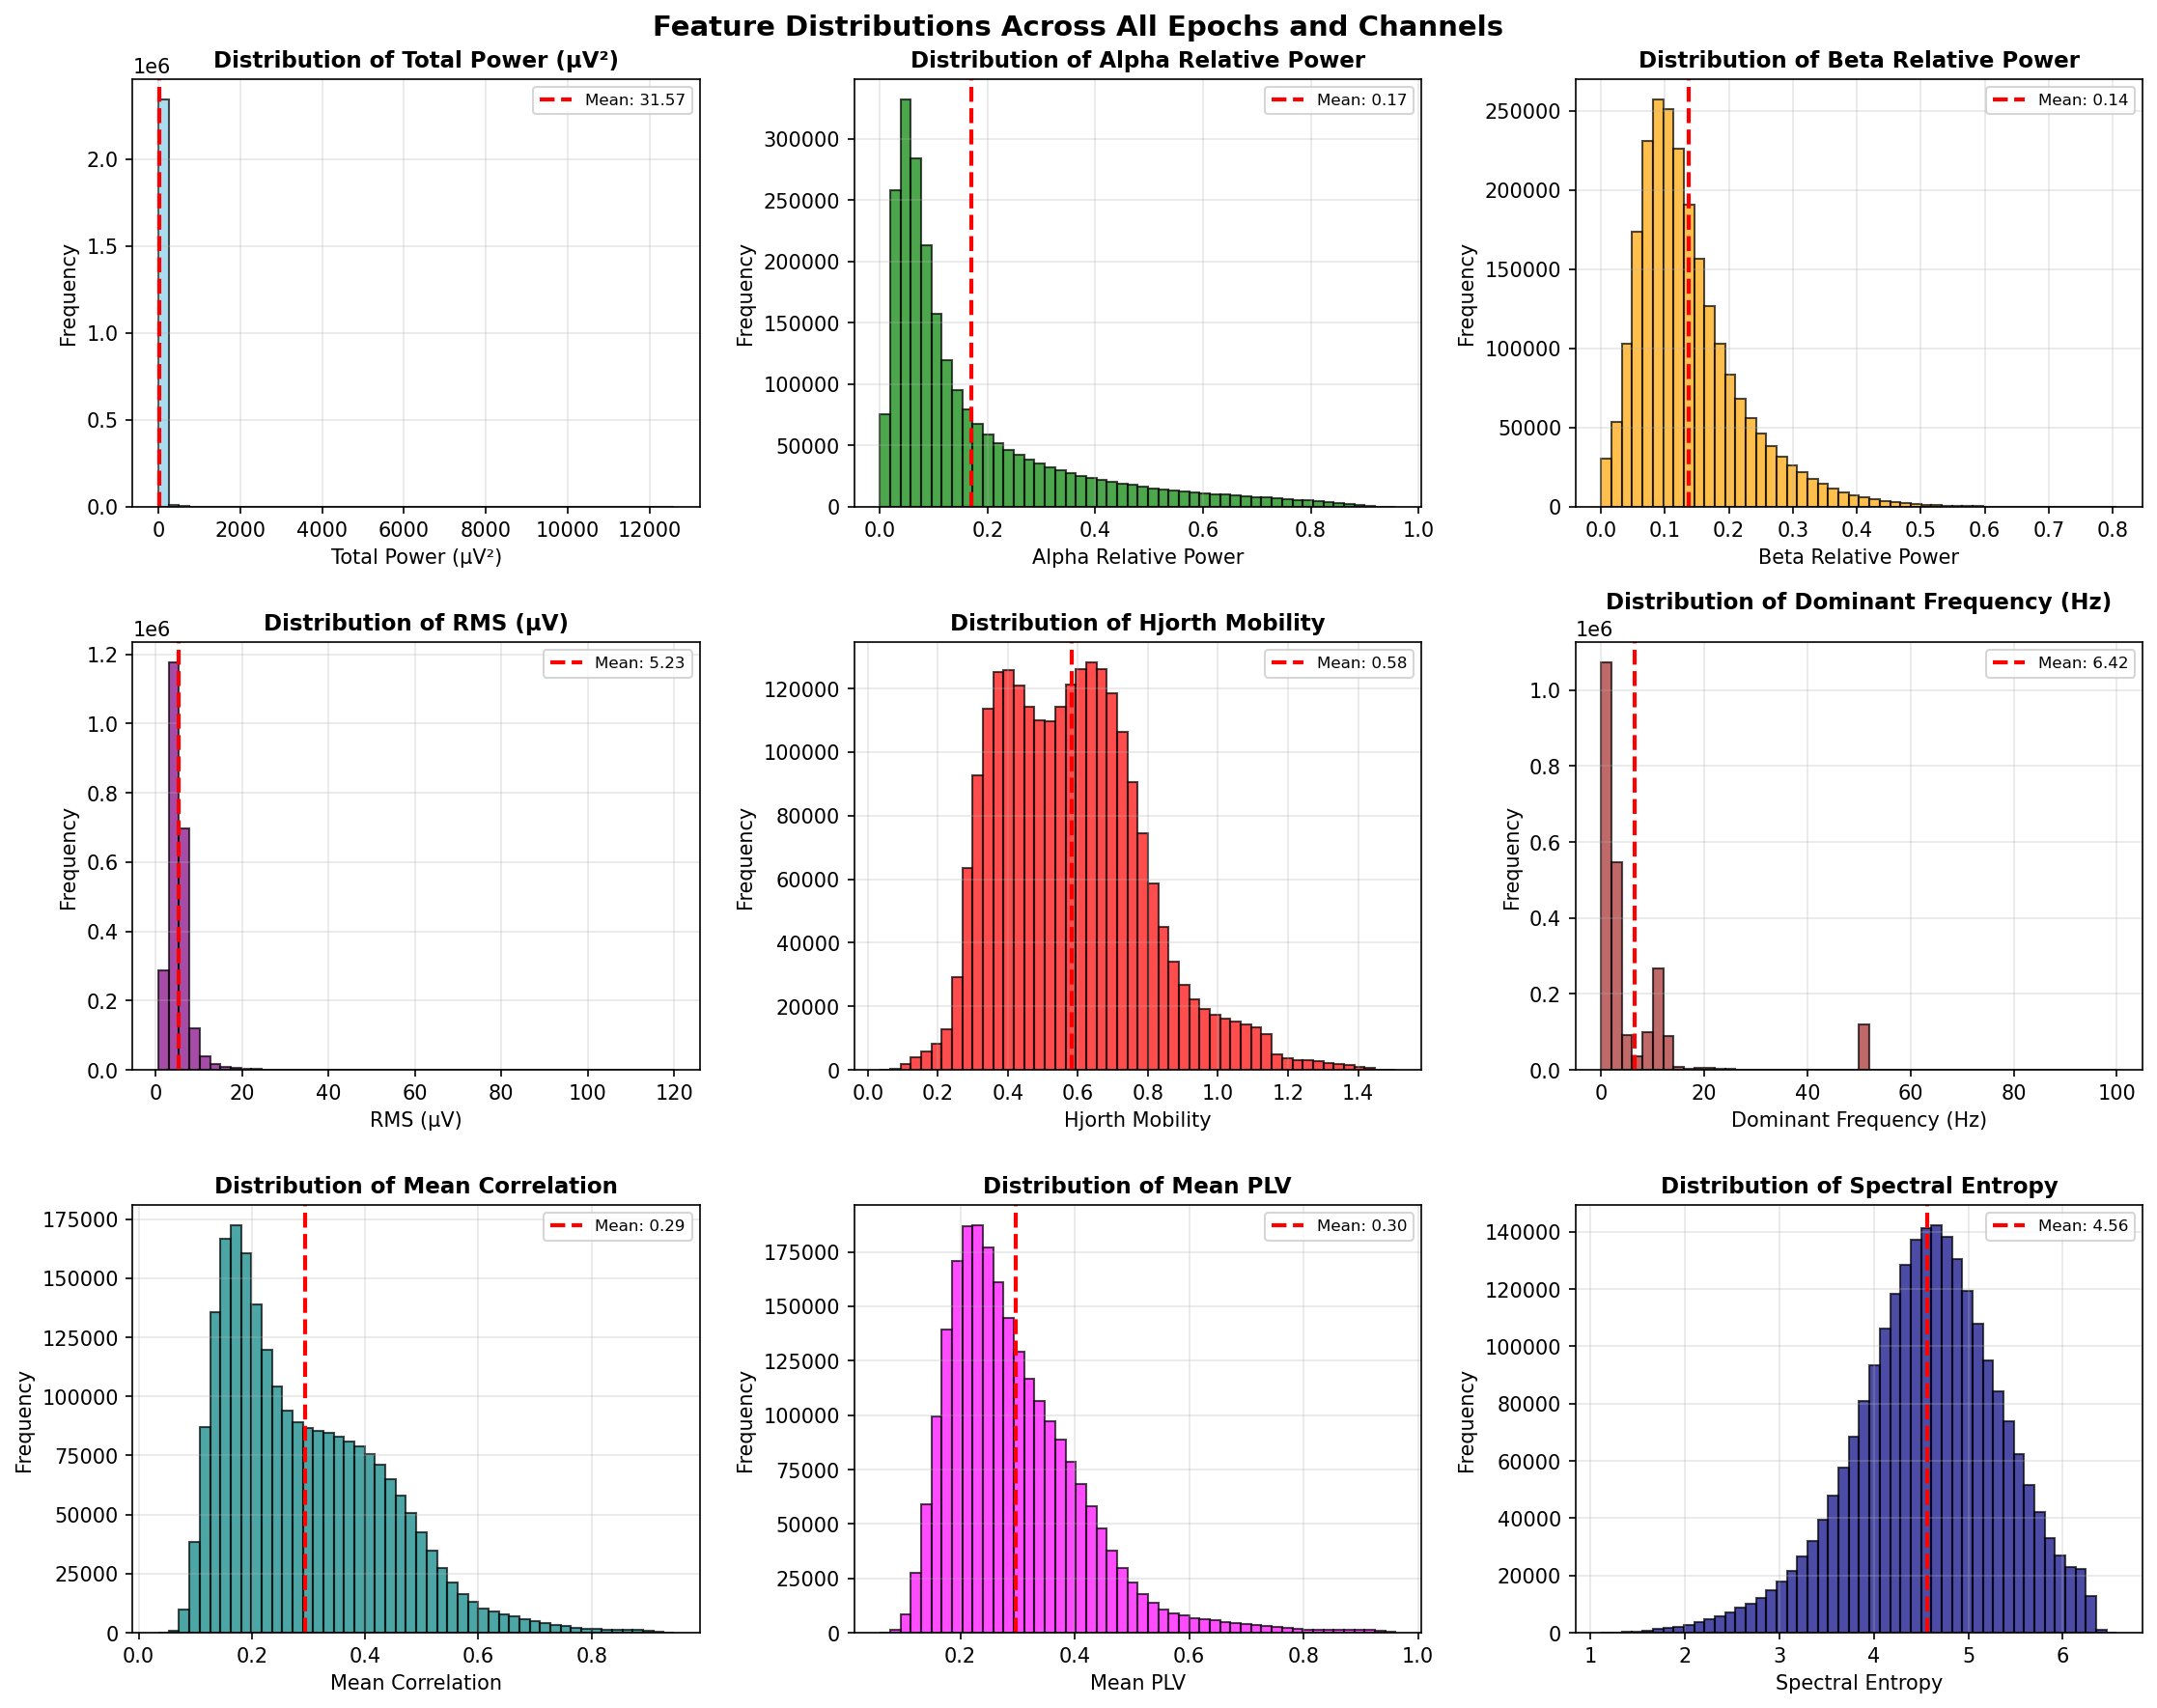 Feature Distributions Across All Epochs and Channels
Distribution of Total Power (µV²)
1e6
Mean: 31.57
2.0
1.5
1.0
0.5
0.0
Frequency
0 2000 4000 6000 8000 10000 12000
Total Power (µV²)
Distribution of Alpha Relative Power
Mean: 0.17
300000
250000
200000
150000
100000
50000
0
Frequency
0.0 0.2 0.4 0.6 0.8 1.0
Alpha Relative Power
Distribution of Beta Relative Power
Mean: 0.14
250000
200000
150000
100000
50000
0
Frequency
0.0 0.1 0.2 0.3 0.4 0.5 0.6 0.7 0.8
Beta Relative Power
Distribution of RMS (µV)
1e6
Mean: 5.23
1.2
1.0
0.8
0.6
0.4
0.2
0.0
Frequency
0 20 40 60 80 100 120
RMS (µV)
Distribution of Hjorth Mobility
Mean: 0.58
120000
100000
80000
60000
40000
20000
0
Frequency
0.0 0.2 0.4 0.6 0.8 1.0 1.2 1.4
Hjorth Mobility
Distribution of Dominant Frequency (Hz)
1e6
Mean: 6.42
1.0
0.8
0.6
0.4
0.2
0.0
Frequency
0 20 40 60 80 100
Dominant Frequency (Hz)
Distribution of Mean Correlation
Mean: 0.29
175000
150000
125000
100000
75000
50000
25000
0
Frequency
0.0 0.2 0.4 0.6 0.8
Mean Correlation
Distribution of Mean PLV
Mean: 0.30
175000
150000
125000
100000
75000
50000
25000
0
Frequency
0.2 0.4 0.6 0.8 1.0
Mean PLV
Distribution of Spectral Entropy
Mean: 4.56
140000
120000
100000
80000
60000
40000
20000
0
Frequency
1 2 3 4 5 6
Spectral Entropy